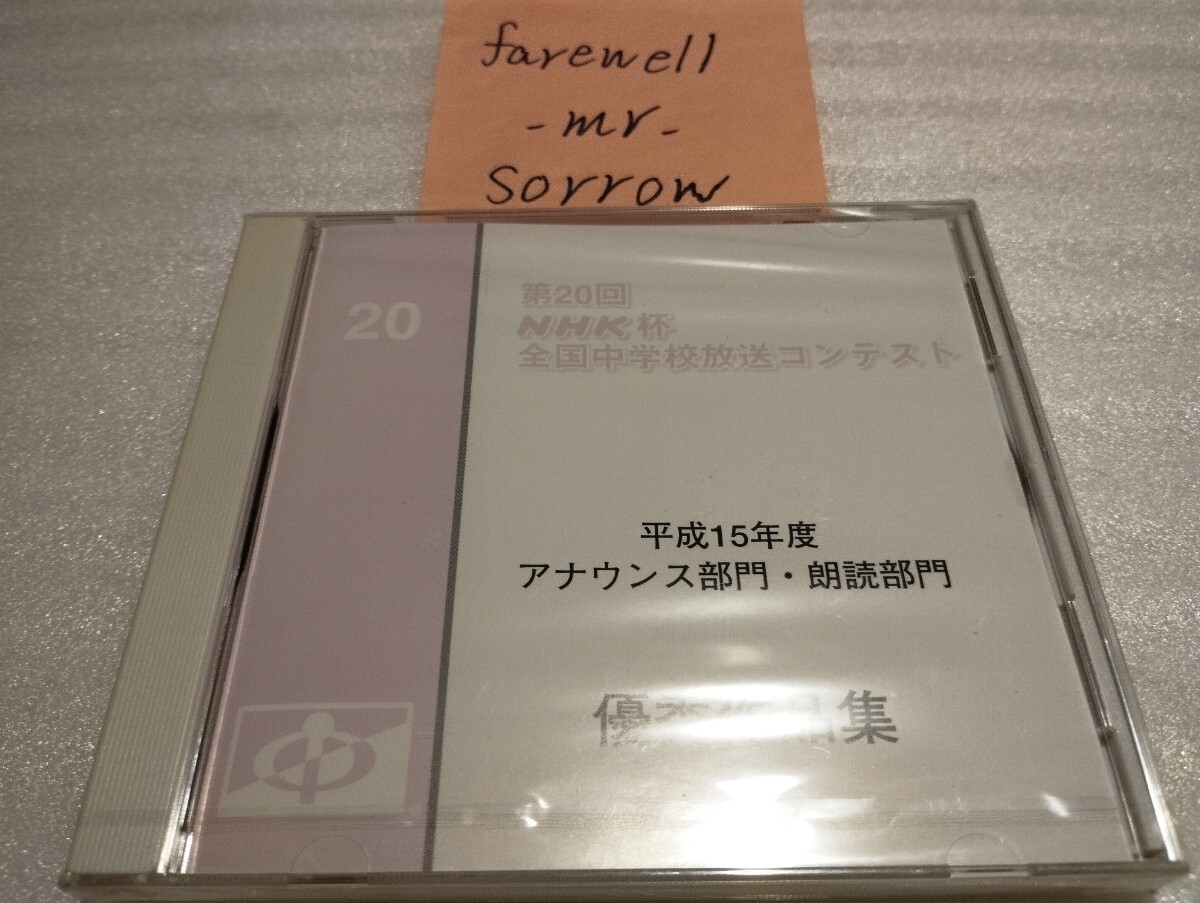 farewell
-mr-
sorrow
20
第20回
NHK杯
全国中学校放送コンテスト
平成15年度
アナウンス部門・朗読部門
優秀作品集